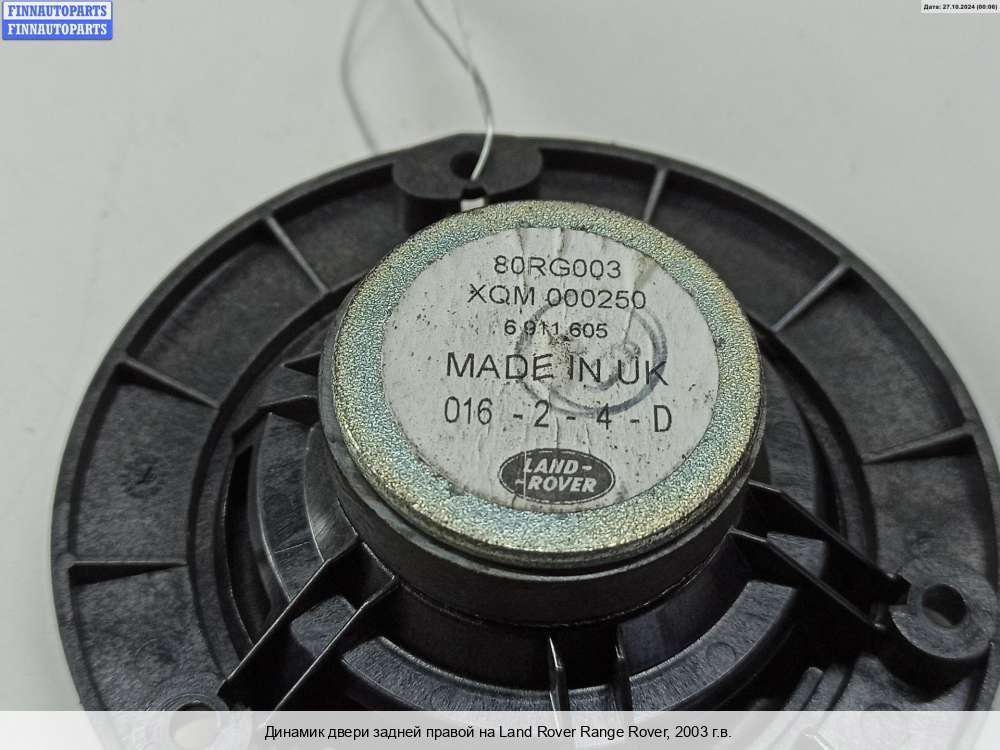 FINNAUTOPARTS
FINNAUTOPARTS
Дата: 27.10.2024 (00:06)
80RG003
XQM 000250
6 911 605
MADE IN UK
016 - 2 - 4 - D
LAND-
-ROVER
Динамик двери задней правой на Land Rover Range Rover, 2003 г.в.